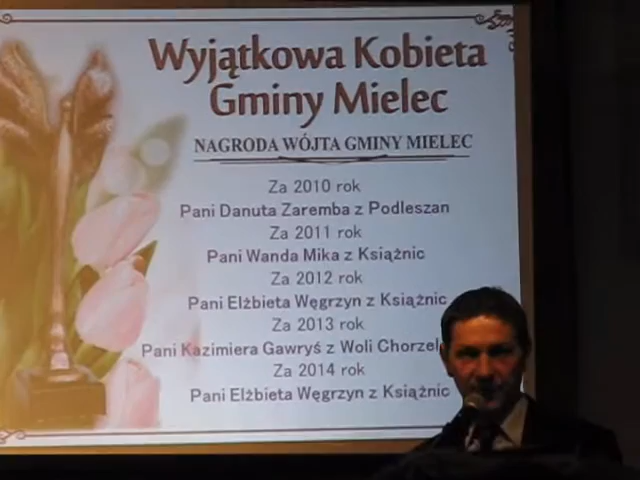 Wyjątkowa Kobieta
Gminy Mielec
NAGRODA WÓJTA GMINY MIELEC
Za 2010 rok
Pani Danuta Zaremba z Podleszan
Za 2011 rok
Pani Wanda Mika z Książnic
Za 2012 rok
Pani Elżbieta Węgrzyn z Książnic
Za 2013 rok
Pani Kazimiera Gawryś z Woli
Za 2014 rok
Pani Elżbieta Węgrzyn z Książnic